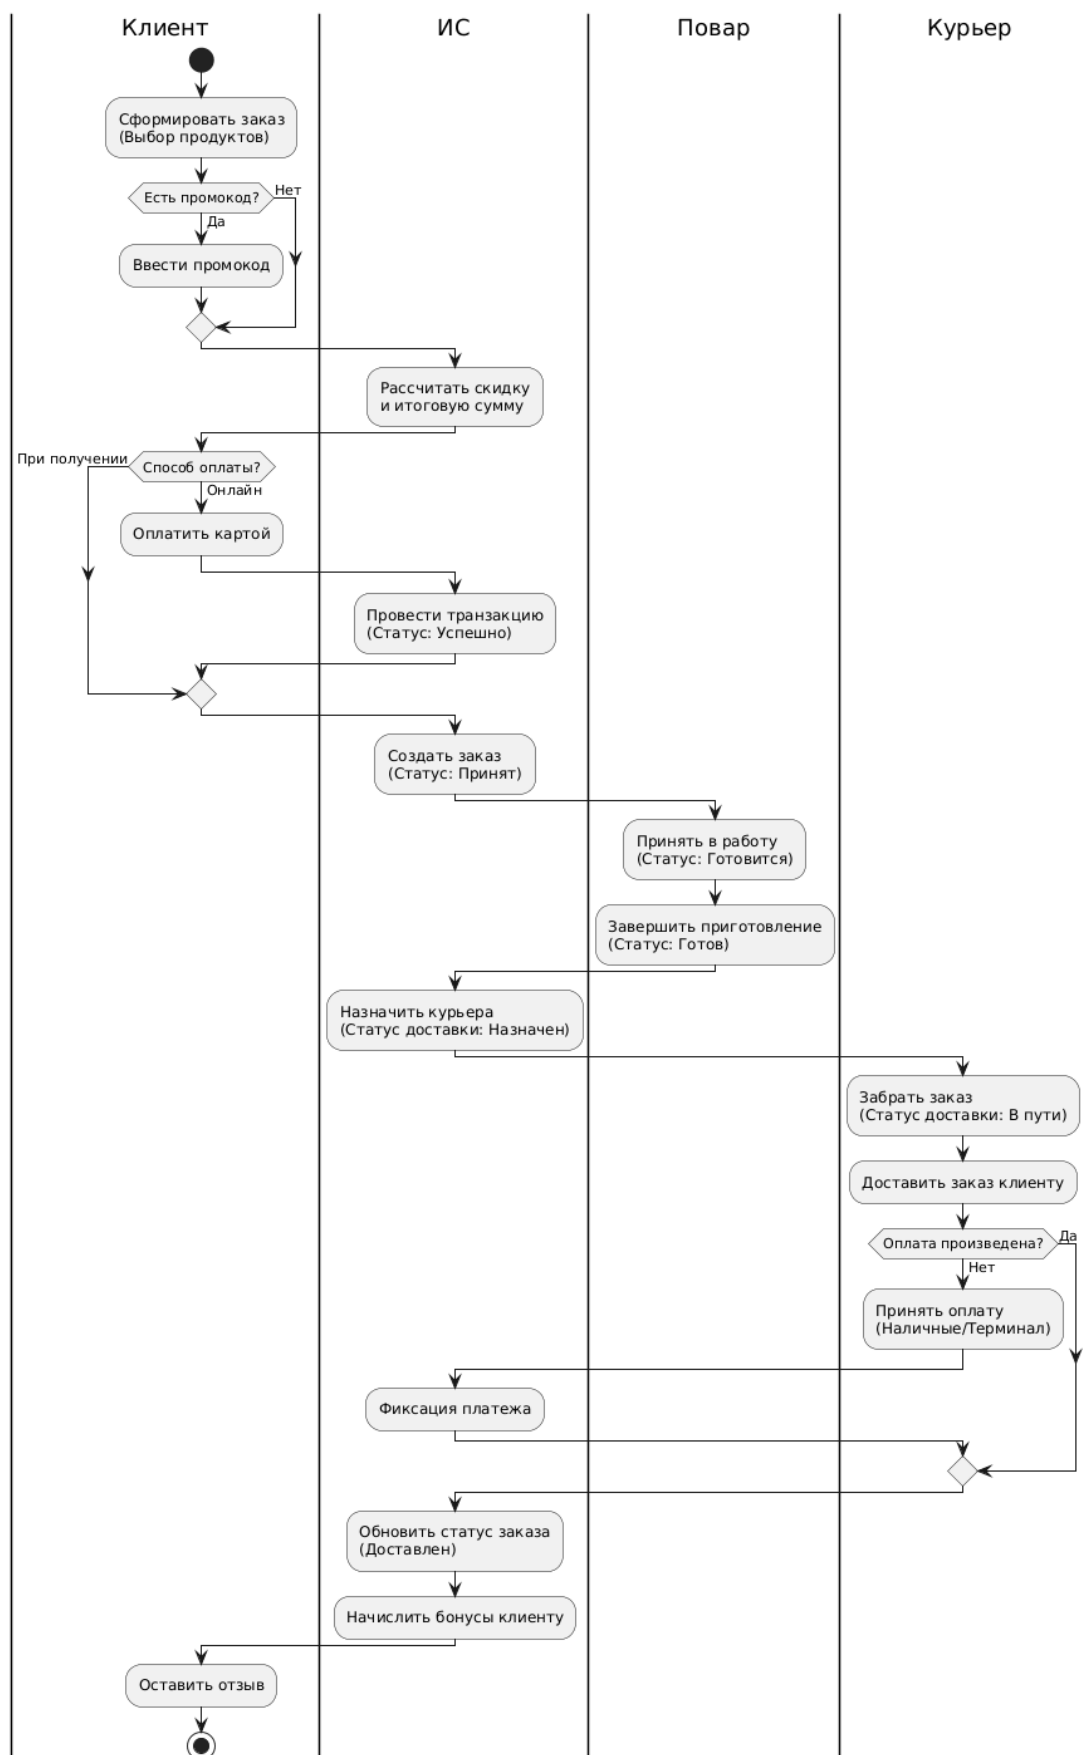 Клиент
ИС
Повар
Курьер
Сформировать заказ
(Выбор продуктов)
Есть промокод?
Нет
Да
Ввести промокод
Рассчитать скидку
и итоговую сумму
При получении
Способ оплаты?
Онлайн
Оплатить картой
Провести транзакцию
(Статус: Успешно)
Создать заказ
(Статус: Принят)
Принять в работу
(Статус: Готовится)
Завершить приготовление
(Статус: Готов)
Назначить курьера
(Статус доставки: Назначен)
Забрать заказ
(Статус доставки: В пути)
Доставить заказ клиенту
Оплата произведена?
Да
Нет
Принять оплату
(Наличные/Терминал)
Фиксация платежа
Обновить статус заказа
(Доставлен)
Начислить бонусы клиенту
Оставить отзыв